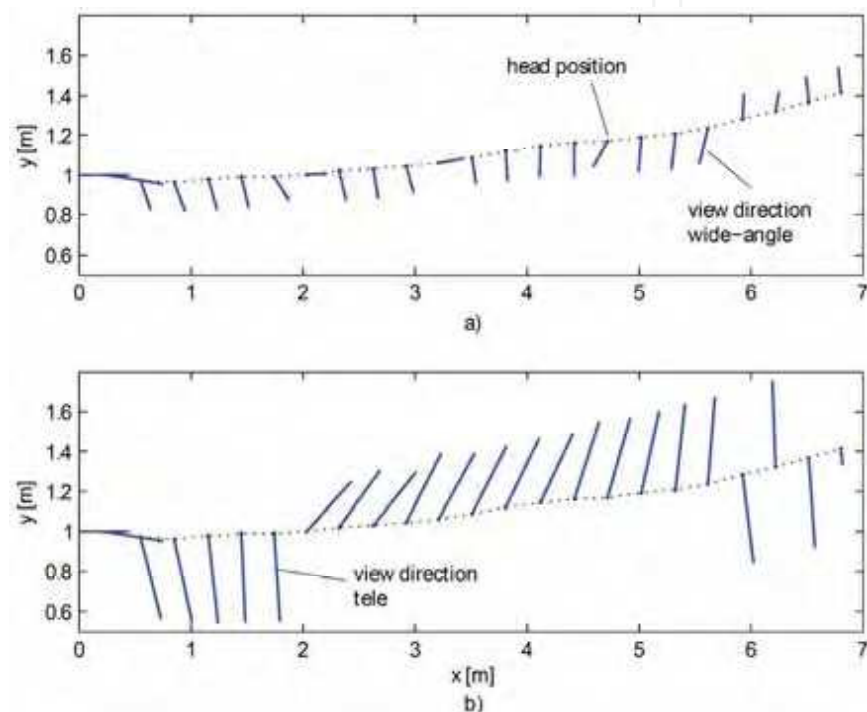 1.6
1.4
1.2
1
0.8
0.6
y [m]
head position
view direction
wide-angle
0 1 2 3 4 5 6 7
a)
1.6
1.4
1.2
1
0.8
0.6
y [m]
view direction
tele
0 1 2 3 4 5 6 7
x [m]
b)